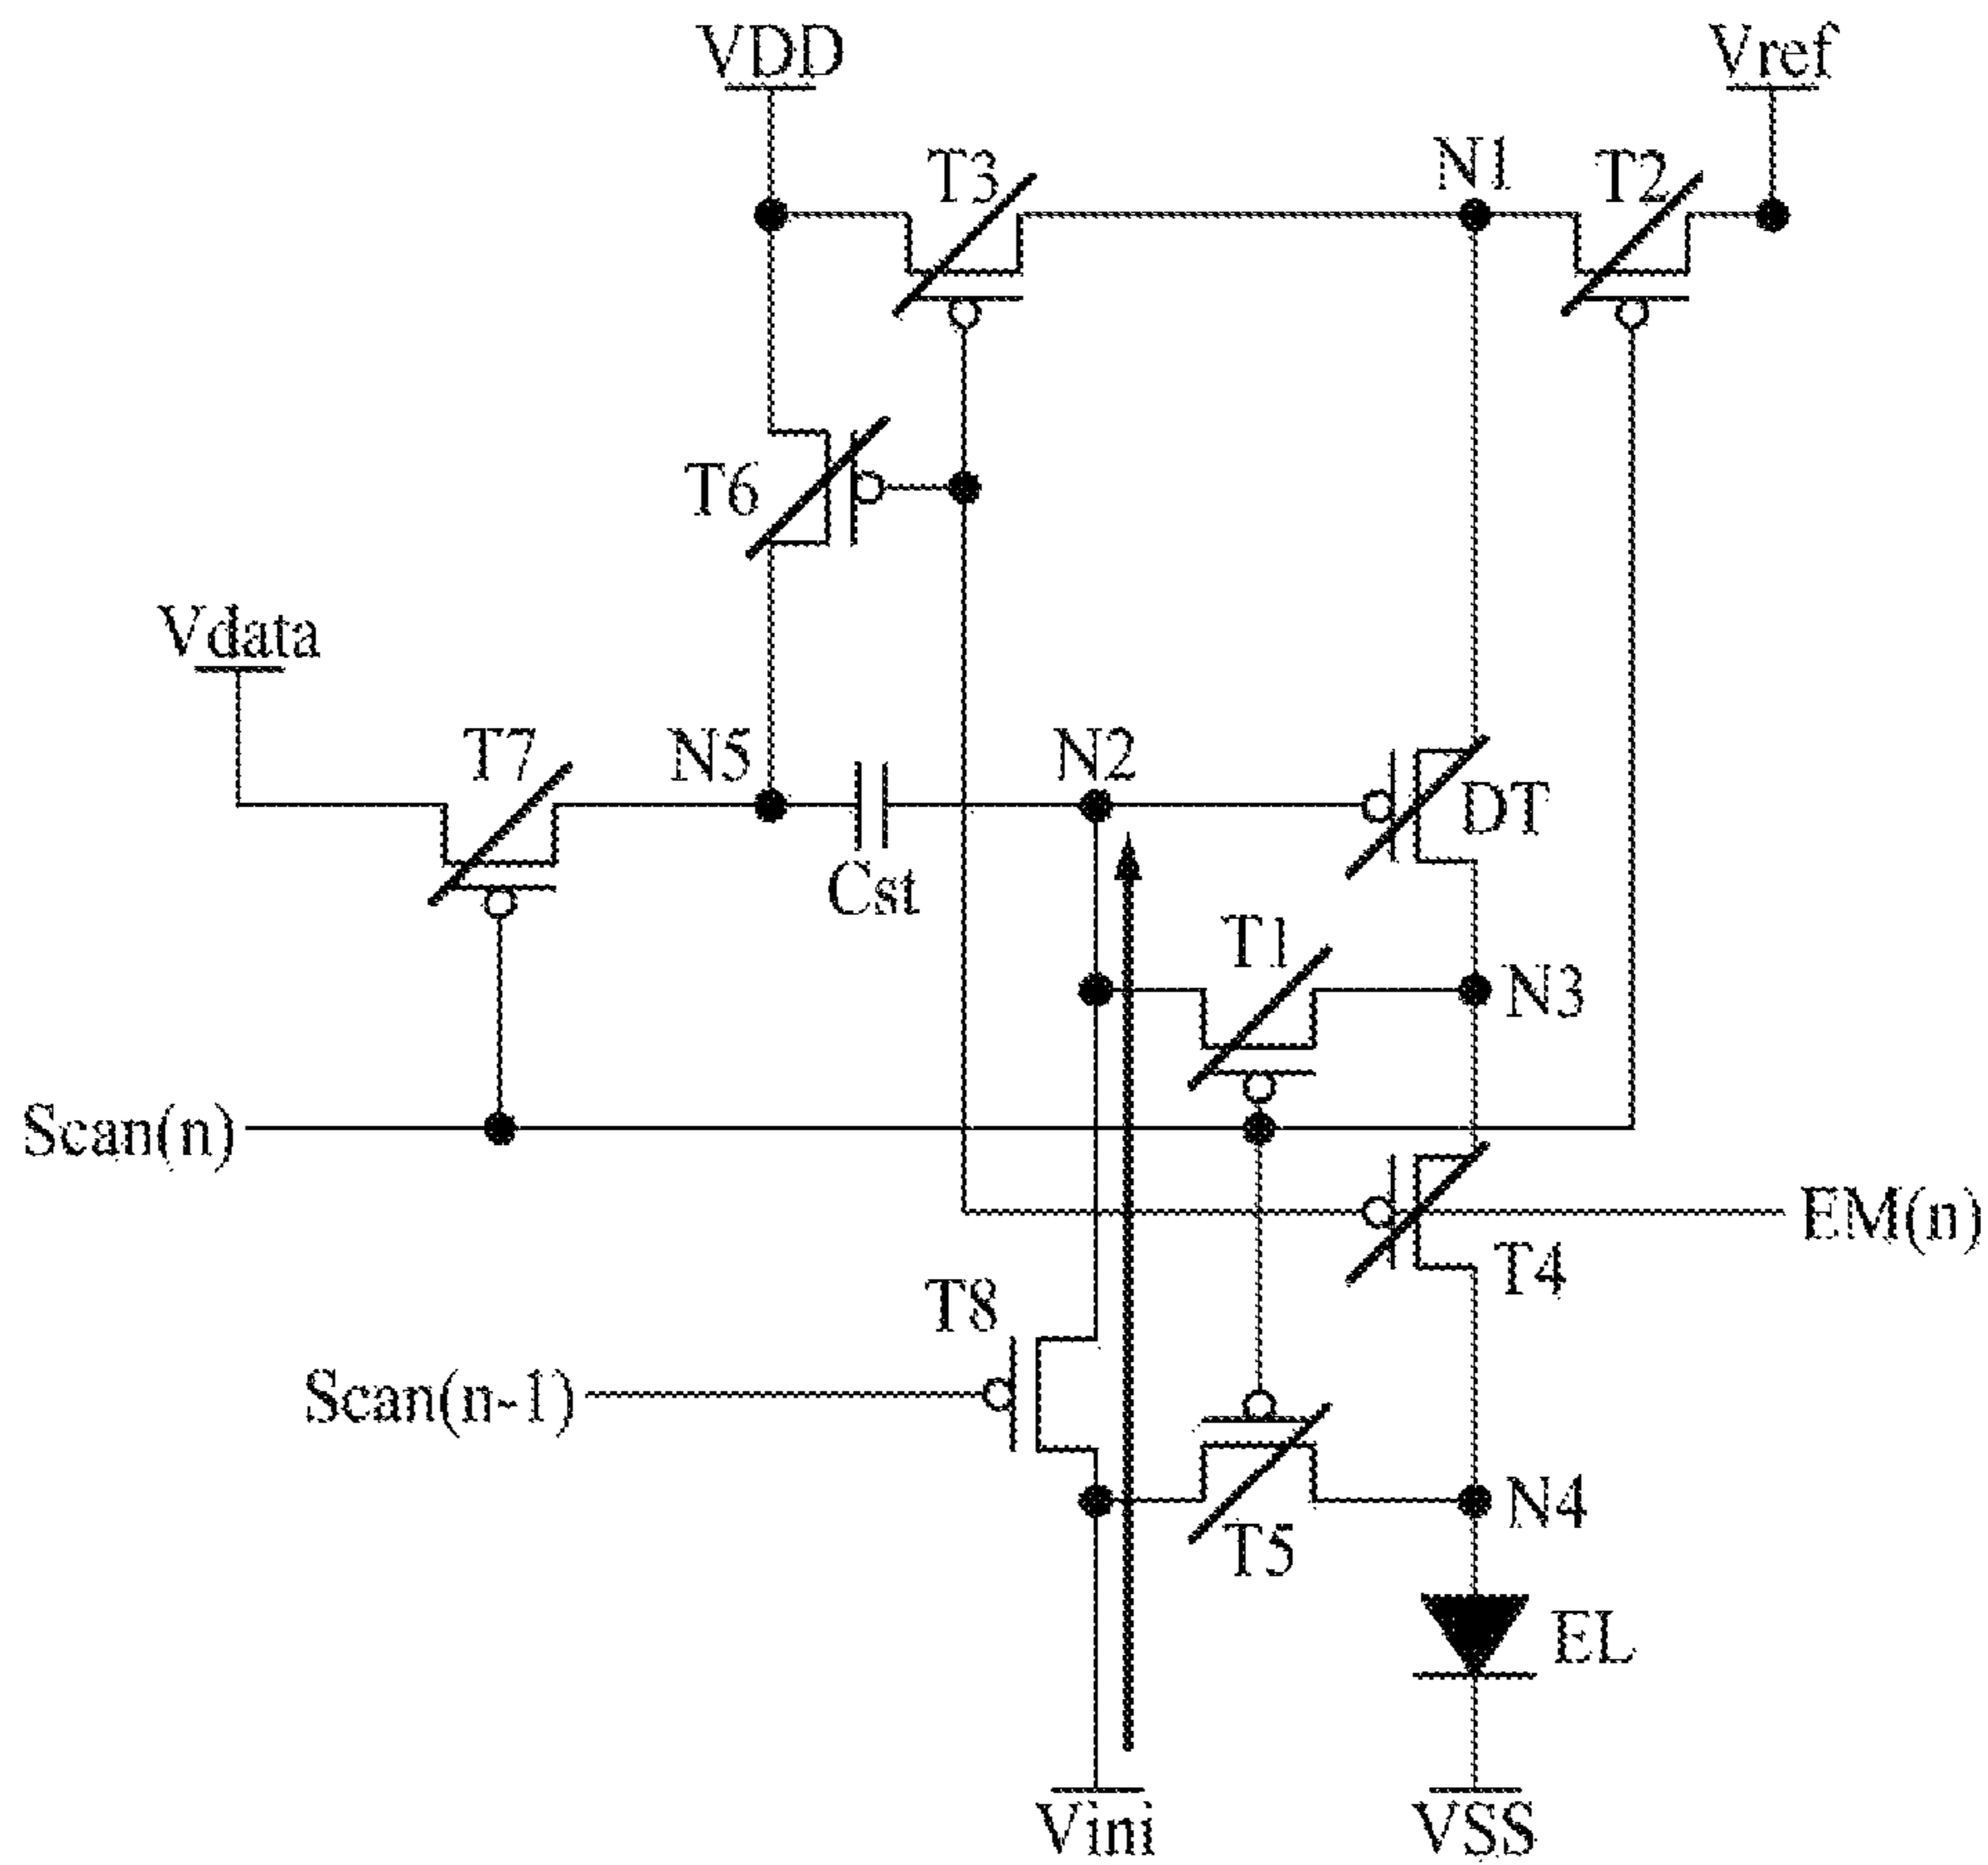 VDD
Vref
T3
N1
T2
T6
Vdata
T7
N5
N2
DT
Cst
T1
N3
Scan(n)
EM(n)
T4
T8
Scan(n-1)
N4
T5
EL
Vini
VSS